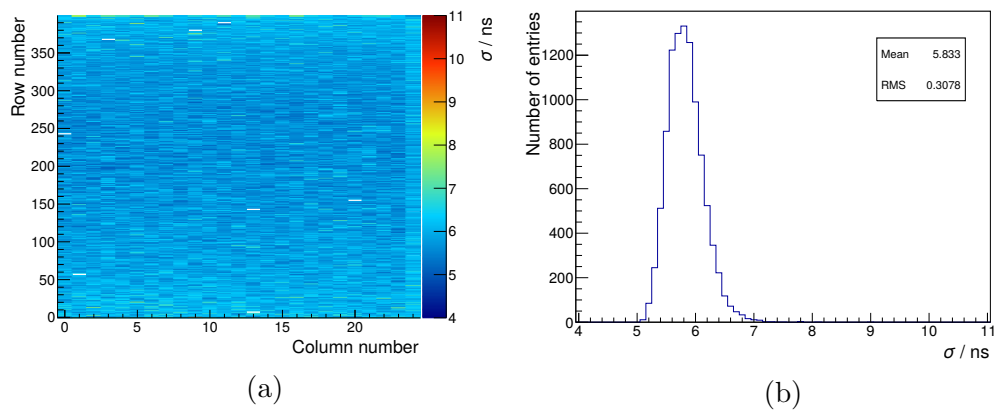 Row number
350
300
250
200
150
100
50
0
0 5 10 15 20
Column number
11
10
9
8
7
6
5
4
σ / ns
(a)
Number of entries
1200
1000
800
600
400
200
0
4 5 6 7 8 9 10 11
σ / ns
Mean 5.833
RMS 0.3078
(b)